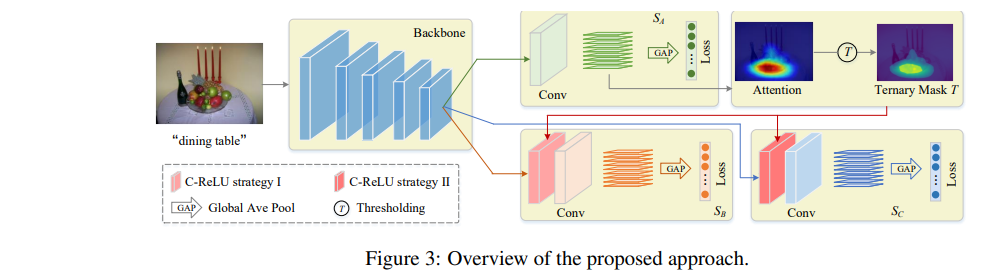 Backbone
S_A
GAP
Loss
Conv
T
Attention
Ternary Mask T
"dining table"
C-ReLU strategy I
C-ReLU strategy II
GAP
Global Ave Pool
T
Thresholding
GAP
Loss
Conv
S_B
GAP
Loss
Conv
S_C
Figure 3: Overview of the proposed approach.